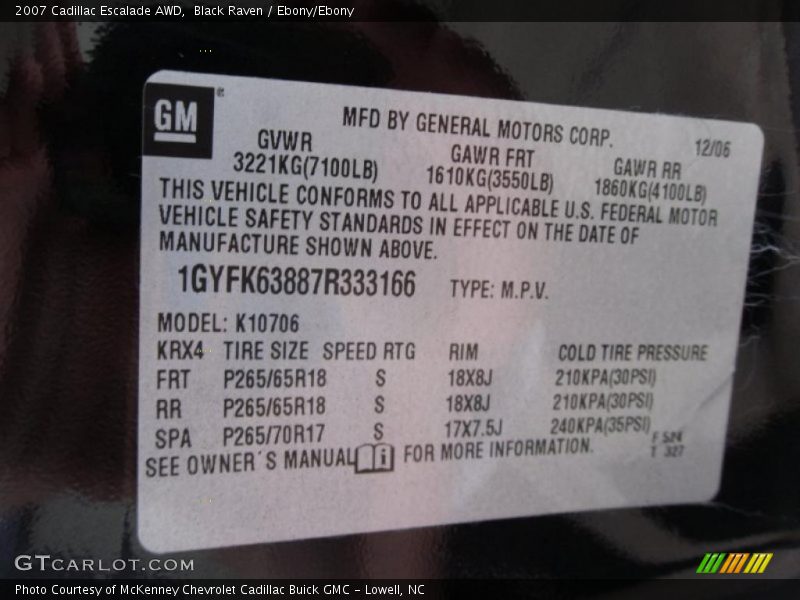 2007 Cadillac Escalade AWD, Black Raven / Ebony/Ebony
GM®
MFD BY GENERAL MOTORS CORP.
12/06
GVWR GAWR FRT GAWR RR
3221KG(7100LB) 1610KG(3550LB) 1860KG(4100LB)
THIS VEHICLE CONFORMS TO ALL APPLICABLE U.S. FEDERAL MOTOR
VEHICLE SAFETY STANDARDS IN EFFECT ON THE DATE OF
MANUFACTURE SHOWN ABOVE.
1GYFK63887R333166 TYPE: M.P.V.
MODEL: K10706
KRX4 TIRE SIZE SPEED RTG RIM COLD TIRE PRESSURE
FRT P265/65R18 S 18X8J 210KPA(30PSI)
RR P265/65R18 S 18X8J 210KPA(30PSI)
SPA P265/70R17 S 17X7.5J 240KPA(35PSI)
SEE OWNER´S MANUAL i FOR MORE INFORMATION.
T 327
GTCARLOT.COM
Photo Courtesy of McKenney Chevrolet Cadillac Buick GMC - Lowell, NC